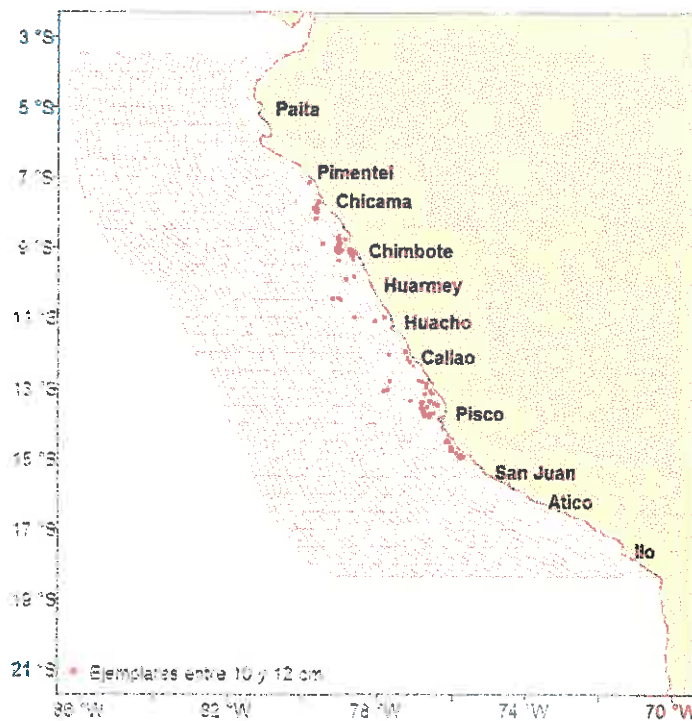 3 °S
5 °S
Paita
7 °S
Pimentel
Chicama
9 °S
Chimbote
Huarmey
11 °S
Huacho
Callao
13 °S
Pisco
15 °S
San Juan
Atico
17 °S
Ilo
19 °S
21 °S
Ejemplares entre 10 y 12 cm
86 °W
82 °W
78 °W
74 °W
70 °W